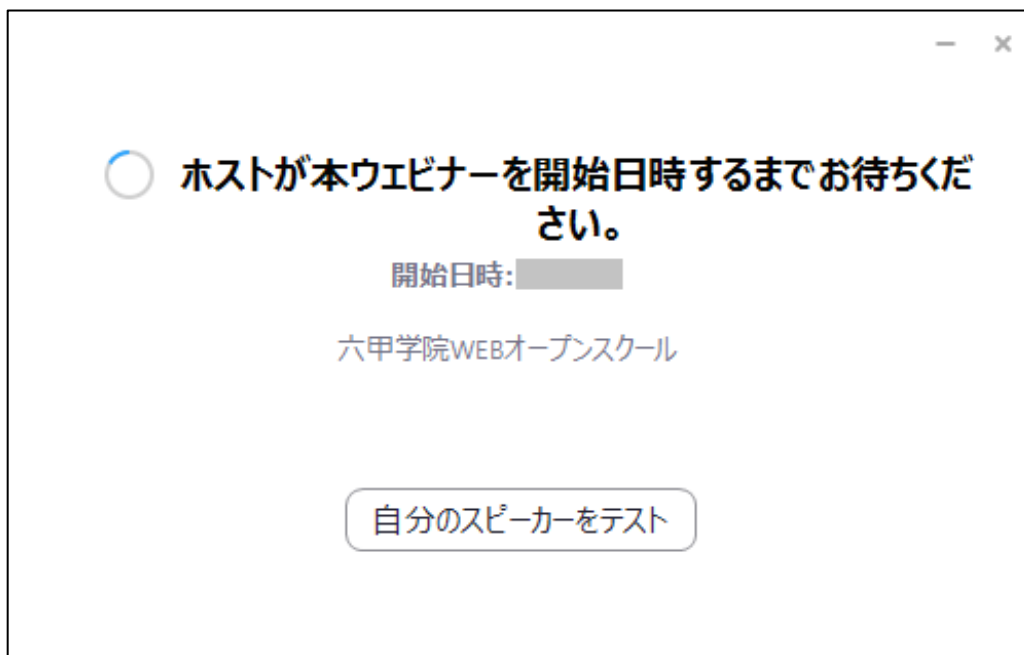 ホストが本ウェビナーを開始日時するまでお待ちくだ
さい。
開始日時:
六甲学院WEBオープンスクール
自分のスピーカーをテスト